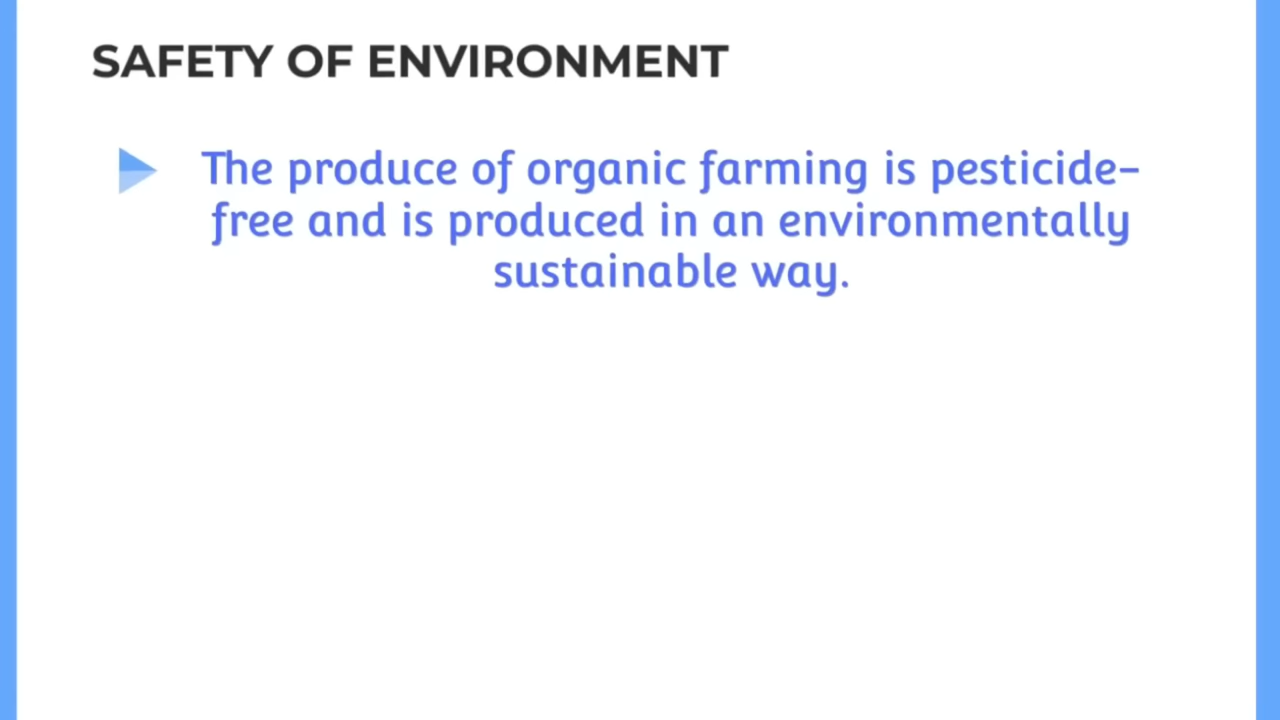 SAFETY OF ENVIRONMENT
The produce of organic farming is pesticide-
free and is produced in an environmentally
sustainable way.